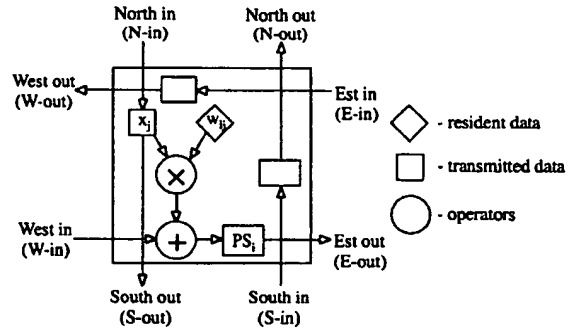 North in
(N-in)
North out
(N-out)
West out
(W-out)
Est in
(E-in)
x_j
w_ij
- resident data
- transmitted data
- operators
×
West in
(W-in)
+
PS_i
Est out
(E-out)
South out
(S-out)
South in
(S-in)